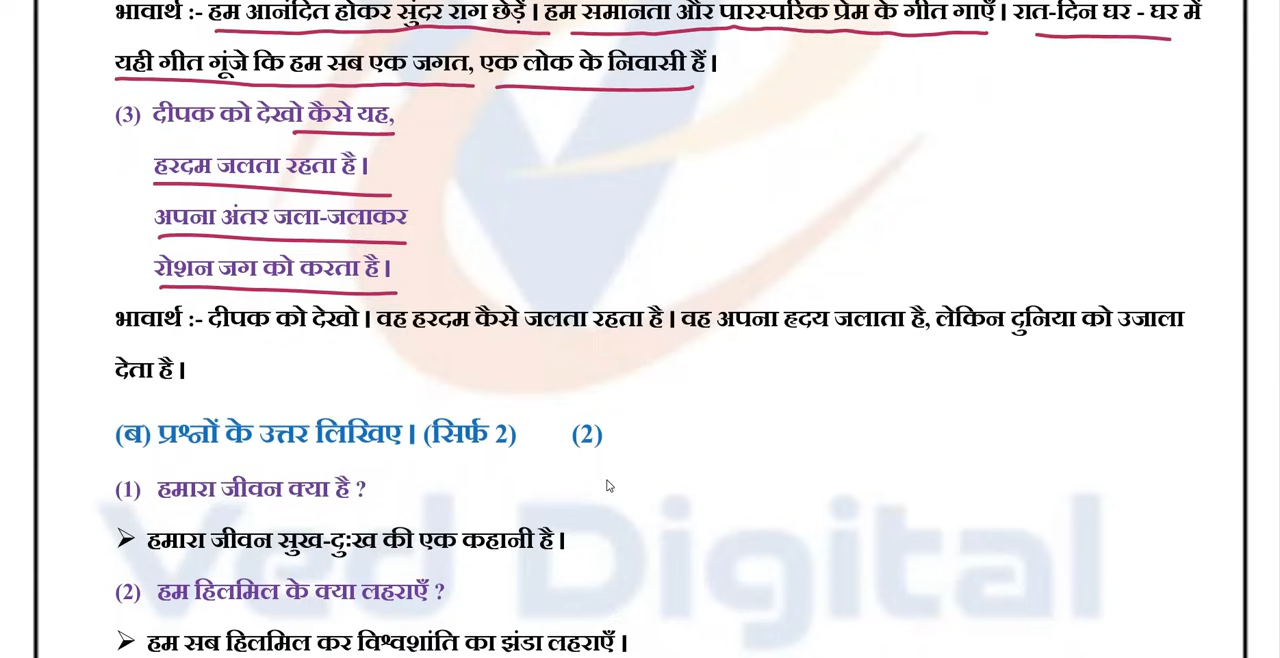 भावार्थ :- हम आनंदित होकर सुंदर राग छेड़ें। हम समानता और पारस्परिक प्रेम के गीत गाएँ। रात-दिन घर - घर में
यही गीत गूंजे कि हम सब एक जगत, एक लोक के निवासी हैं।
(3) दीपक को देखो कैसे यह,
हरदम जलता रहता है।
अपना अंतर जला-जलाकर
रोशन जग को करता है।
भावार्थ :- दीपक को देखो। वह हरदम कैसे जलता रहता है। वह अपना हृदय जलाता है, लेकिन दुनिया को उजाला
देता है।
(ब) प्रश्नों के उत्तर लिखिए। (सिर्फ 2) (2)
(1) हमारा जीवन क्या है ?
➢ हमारा जीवन सुख-दुःख की एक कहानी है।
(2) हम हिलमिल के क्या लहराएँ ?
➢ हम सब हिलमिल कर विश्वशांति का झंडा लहराएँ।
Ved Digital